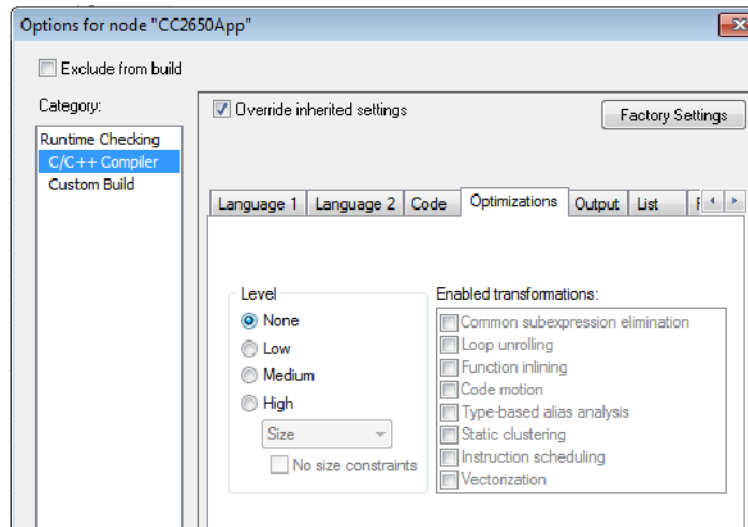 Options for node "CC2650App"
Exclude from build
Category:
Runtime Checking
C/C++ Compiler
Custom Build
Override inherited settings
Factory Settings
Language 1
Language 2
Code
Optimizations
Output
List
Level
None
Low
Medium
High
Size
No size constraints
Enabled transformations:
Common subexpression elimination
Loop unrolling
Function inlining
Code motion
Type-based alias analysis
Static clustering
Instruction scheduling
Vectorization